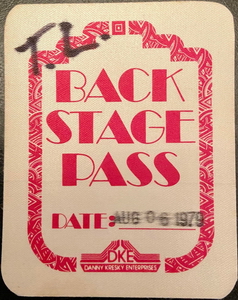 T.L.
BACK
STAGE
PASS
DATE: AUG 06 1979
DKE
DANNY KRESKY ENTERPRISES